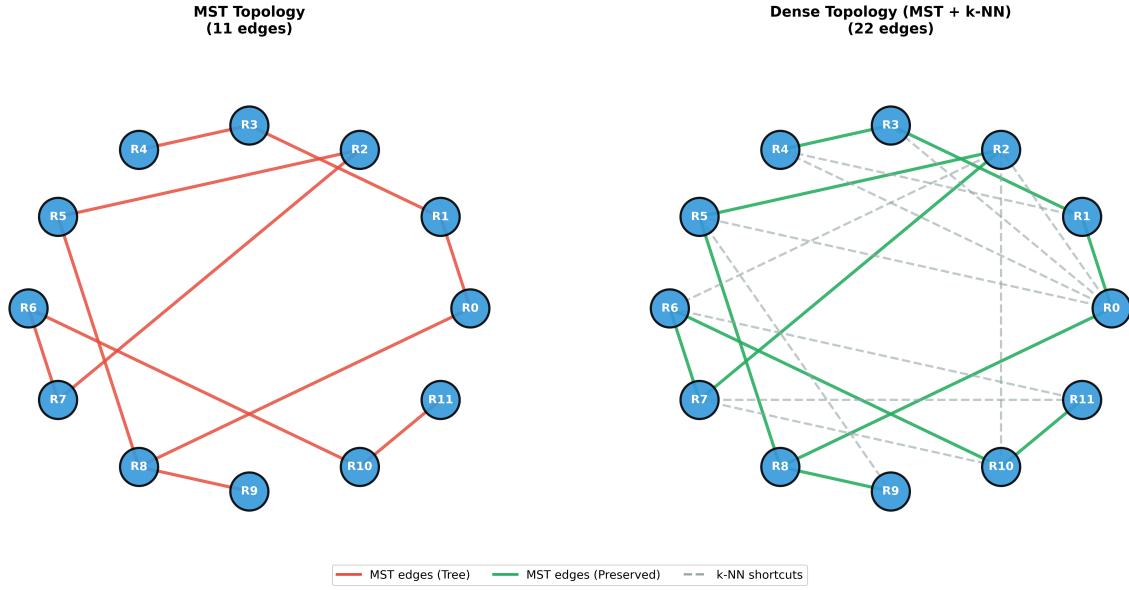 MST Topology
(11 edges)
R3
R4
R2
R5
R1
R6
R0
R7
R11
R8
R10
R9
Dense Topology (MST + k-NN)
(22 edges)
R3
R4
R2
R5
R1
R6
R0
R7
R11
R8
R10
R9
MST edges (Tree)
MST edges (Preserved)
k-NN shortcuts